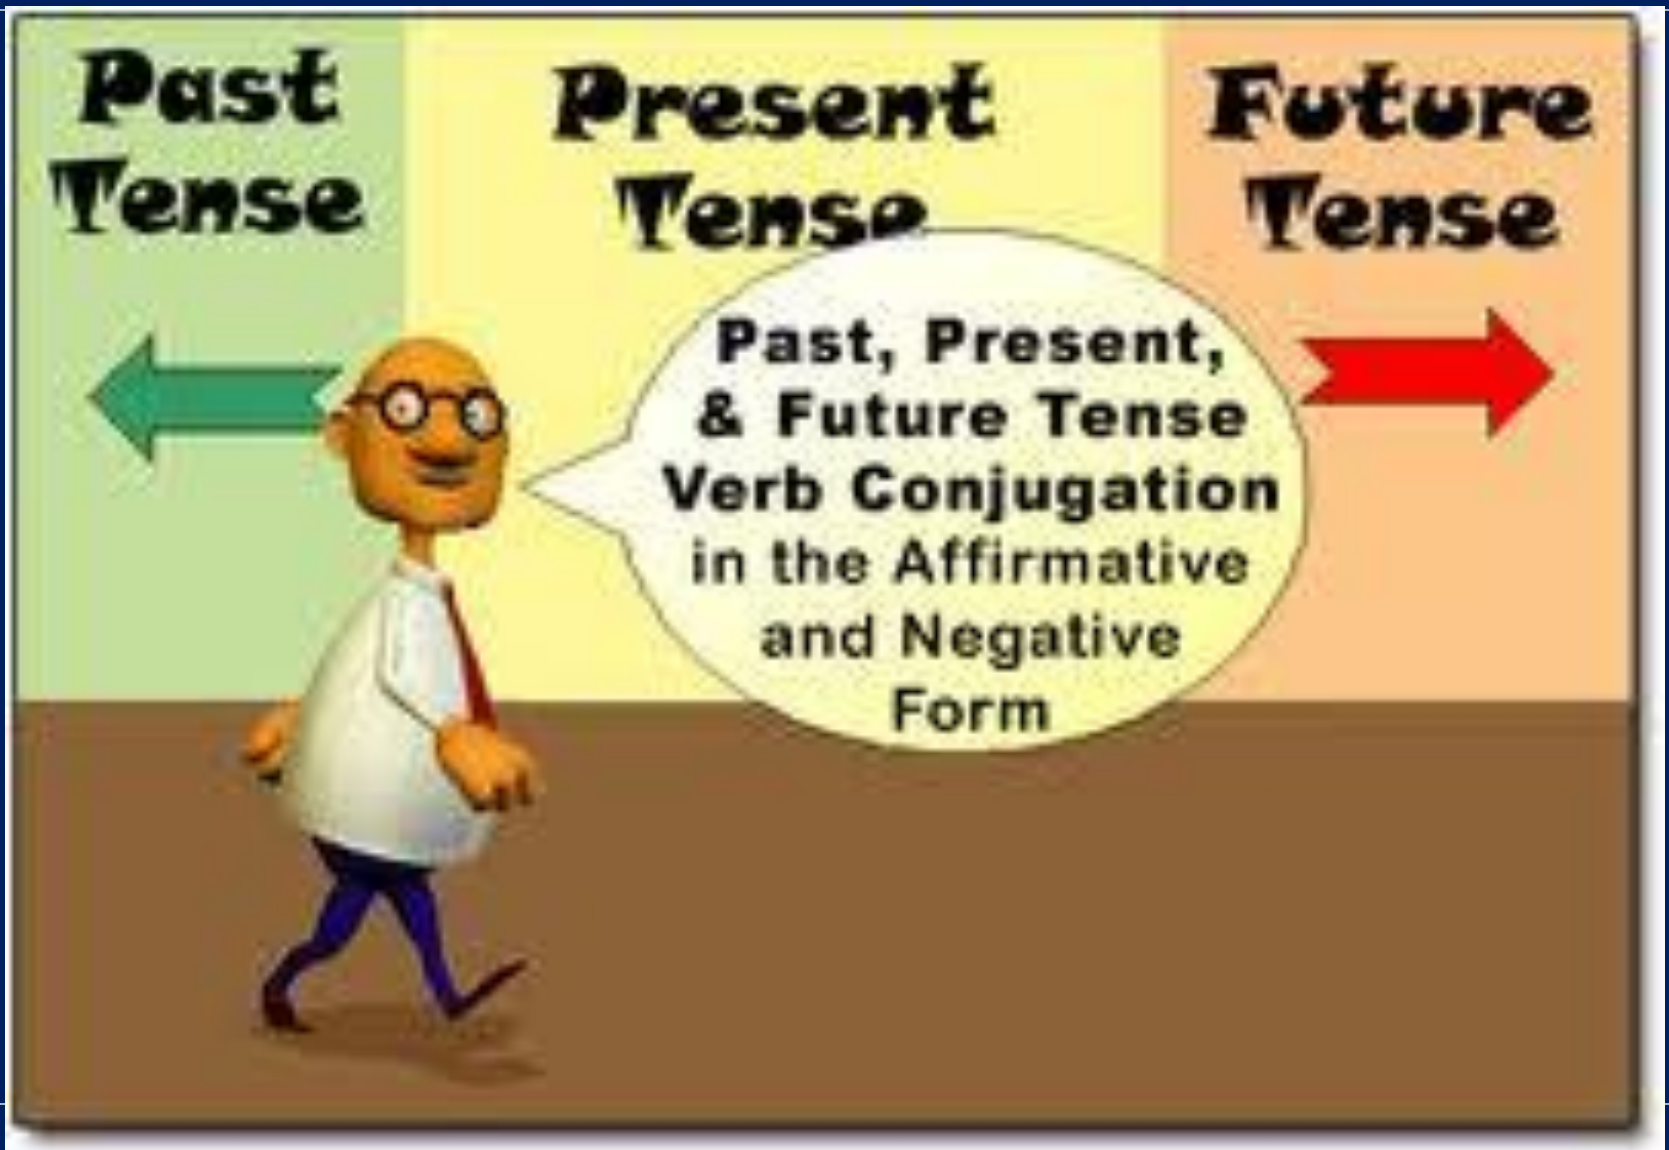 Past
Tense
Present
Tense
Future
Tense
Past, Present,
& Future Tense
Verb Conjugation
in the Affirmative
and Negative
Form